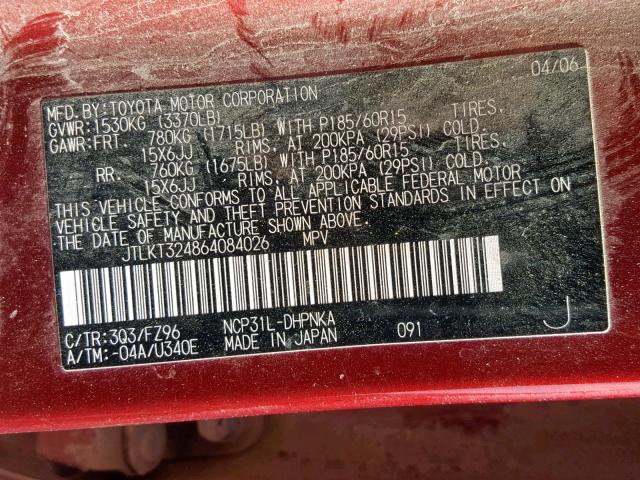 04/06
MFD.BY:TOYOTA MOTOR CORPORATION
GVWR:1530KG (3370LB)
GAWR:FRT. 780KG (1715LB) WITH P185/60R15 TIRES.
15X6JJ RIMS. AT 200KPA (29PSI) COLD.
RR. 760KG (1675LB) WITH P185/60R15 TIRES.
15X6JJ RIMS. AT 200KPA (29PSI) COLD.
THIS VEHICLE CONFORMS TO ALL APPLICABLE FEDERAL MOTOR
VEHICLE SAFETY AND THEFT PREVENTION STANDARDS IN EFFECT ON
THE DATE OF MANUFACTURE SHOWN ABOVE.
JTLKT324864084026 MPV
C/TR:3Q3/FZ96 NCP31L-DHPNKA
A/TM:-04A/U340E MADE IN JAPAN 091 J